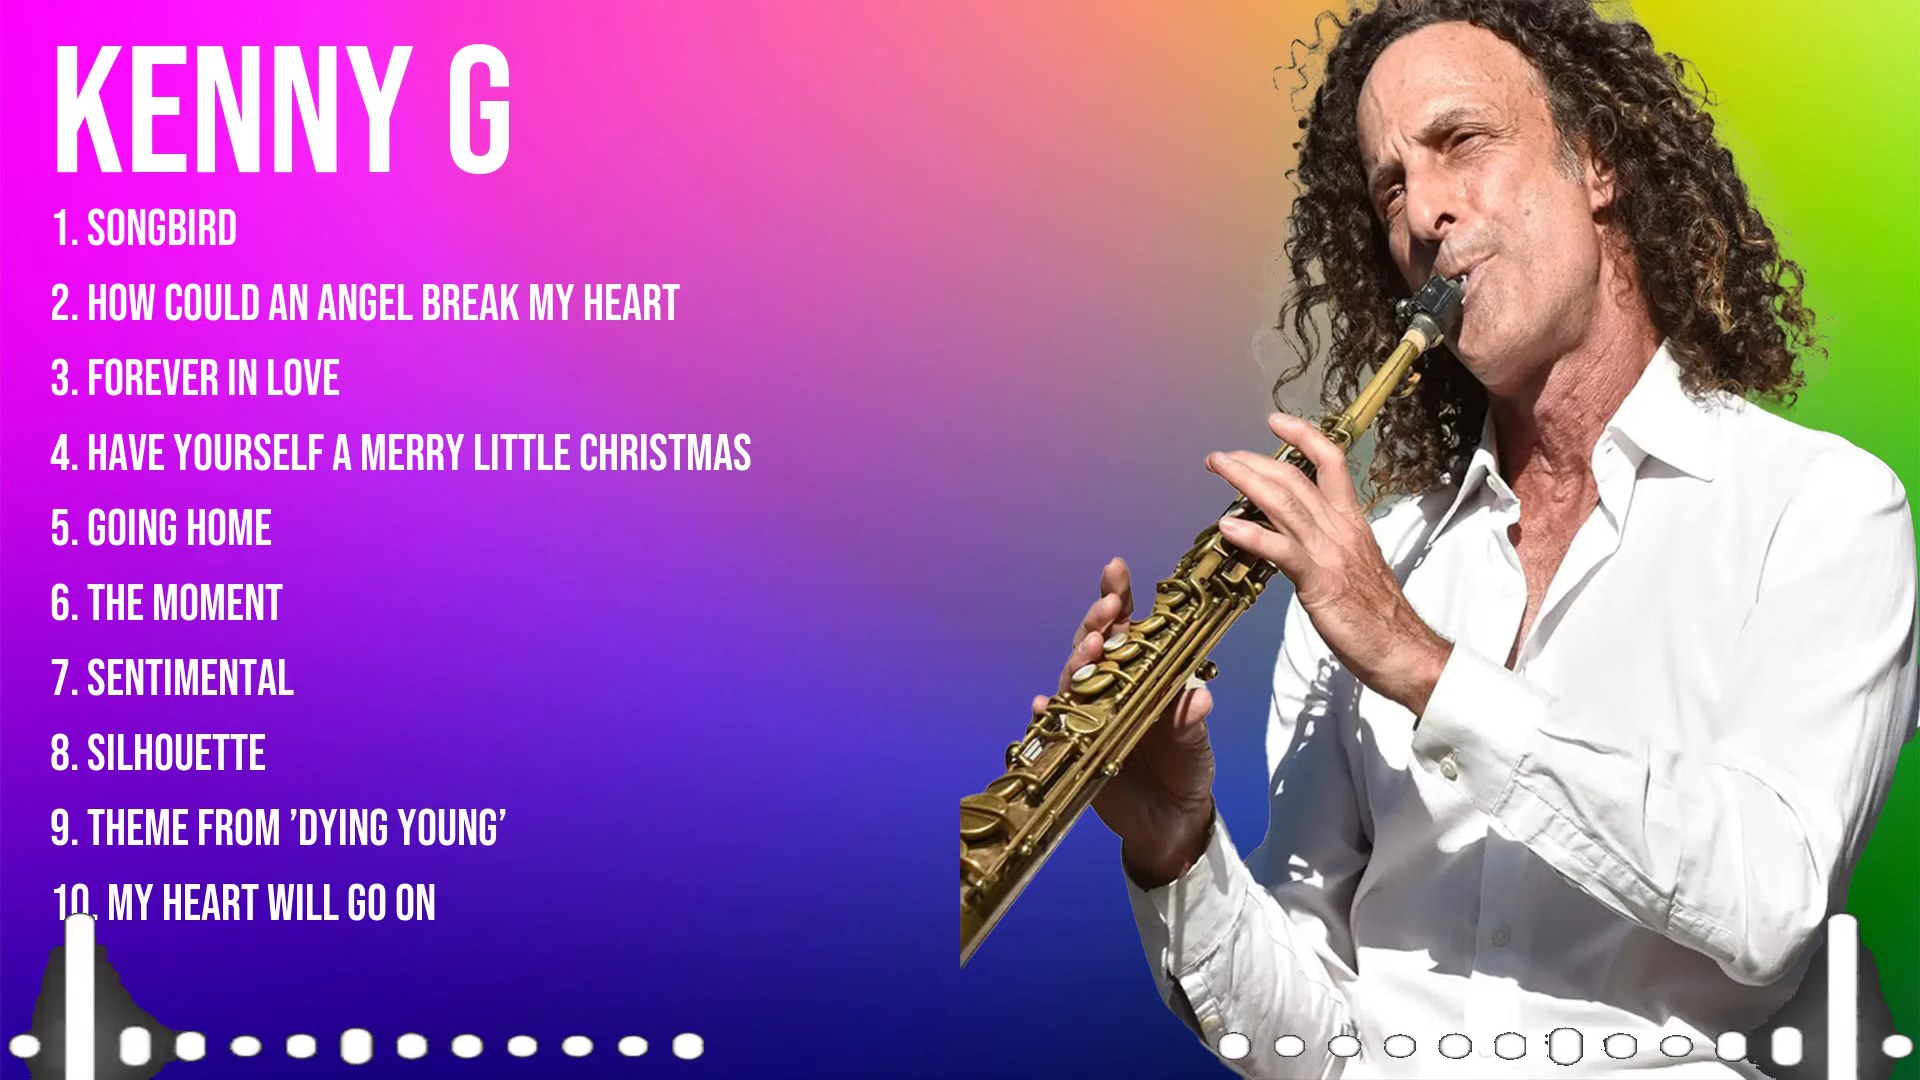 KENNY G
1. SONGBIRD
2. HOW COULD AN ANGEL BREAK MY HEART
3. FOREVER IN LOVE
4. HAVE YOURSELF A MERRY LITTLE CHRISTMAS
5. GOING HOME
6. THE MOMENT
7. SENTIMENTAL
8. SILHOUETTE
9. THEME FROM ’DYING YOUNG’
10. MY HEART WILL GO ON